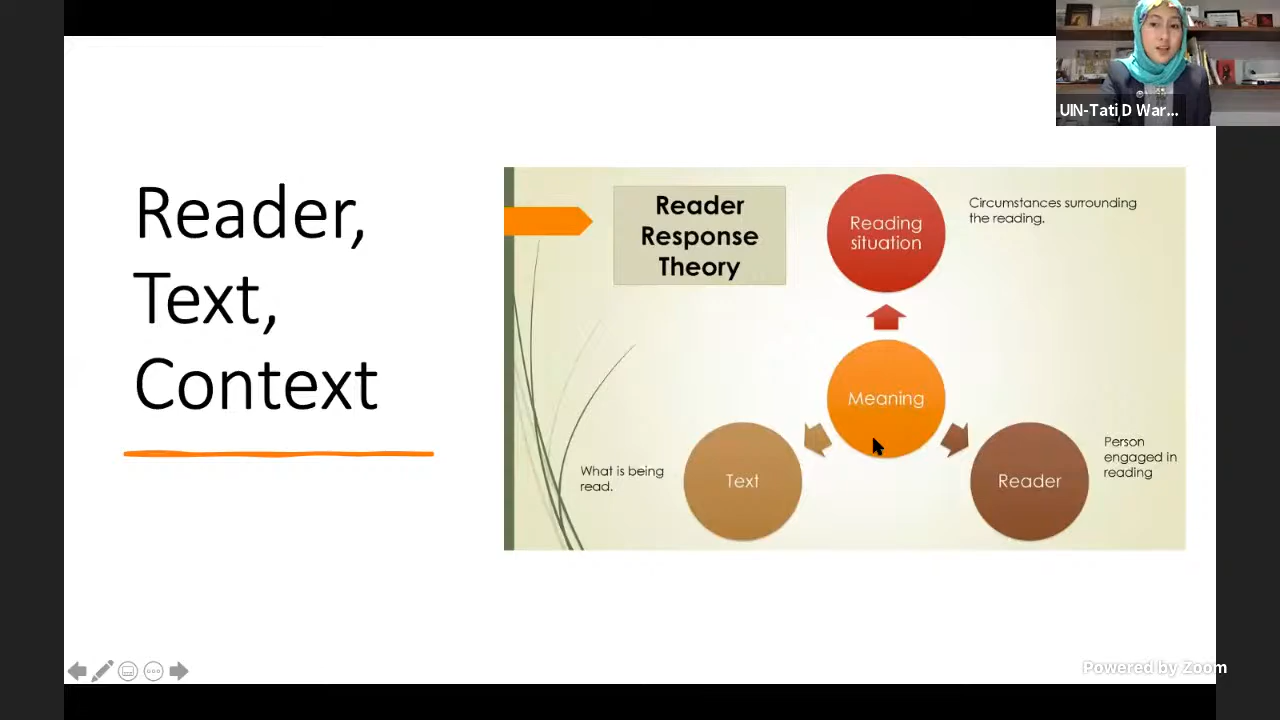 UIN-Tati D War...
Reader,
Text,
Context
Reader
Response
Theory
Reading
situation
Circumstances surrounding
the reading.
Meaning
What is being
read.
Text
Reader
Person
engaged in
reading
Powered by Zoom